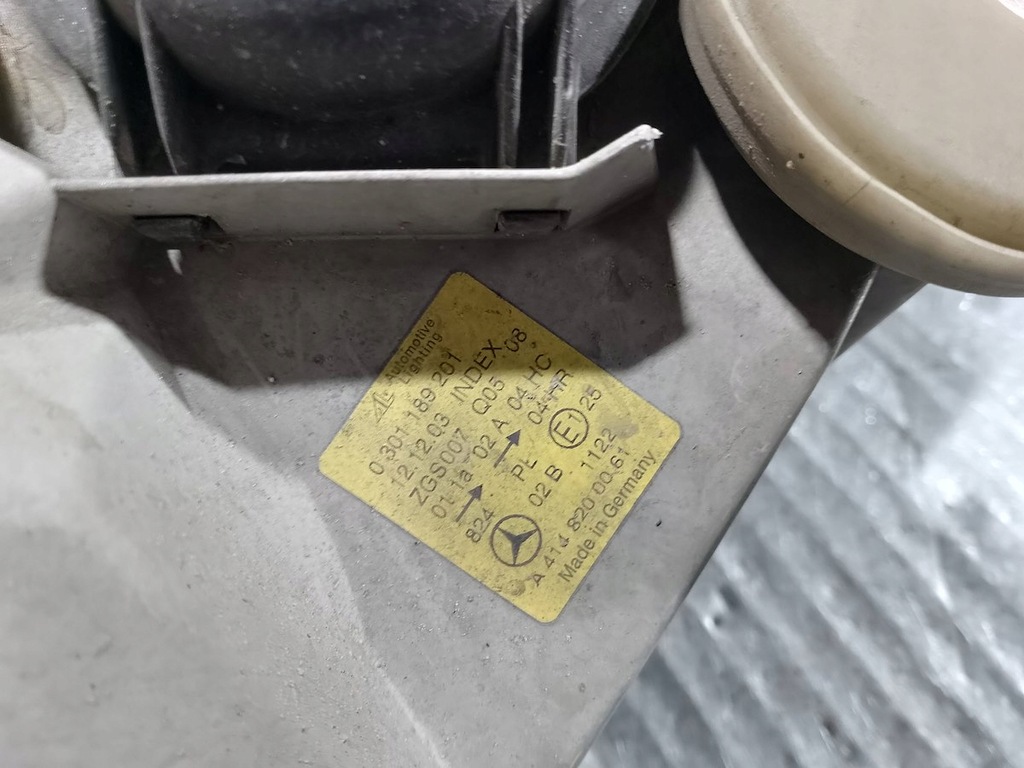 AL Automotive
Lighting
0 301 189 201
12.12.03 INDEX 08
ZGS007 Q05
01 1a 02 A 04 HC
04 HR
824 PL
02 B E1 25
1122
A 414 820 00 61
Made in Germany